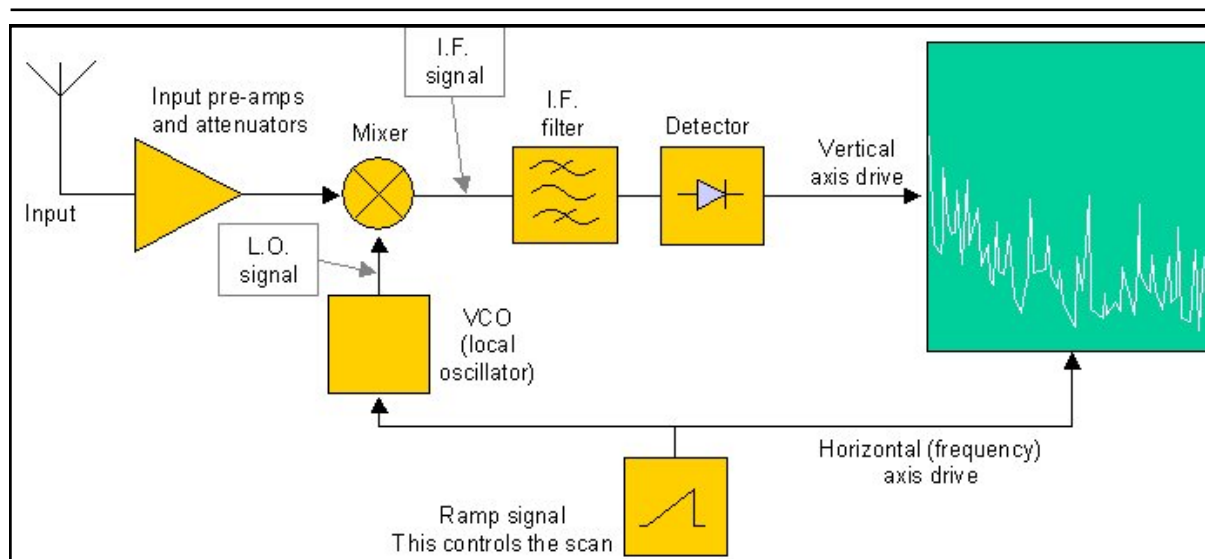 I.F.
signal
Input pre-amps
and attenuators
Mixer
I.F.
filter
Detector
Vertical
axis drive
Input
L.O.
signal
VCO
(local
oscillator)
Horizontal (frequency)
axis drive
Ramp signal
This controls the scan